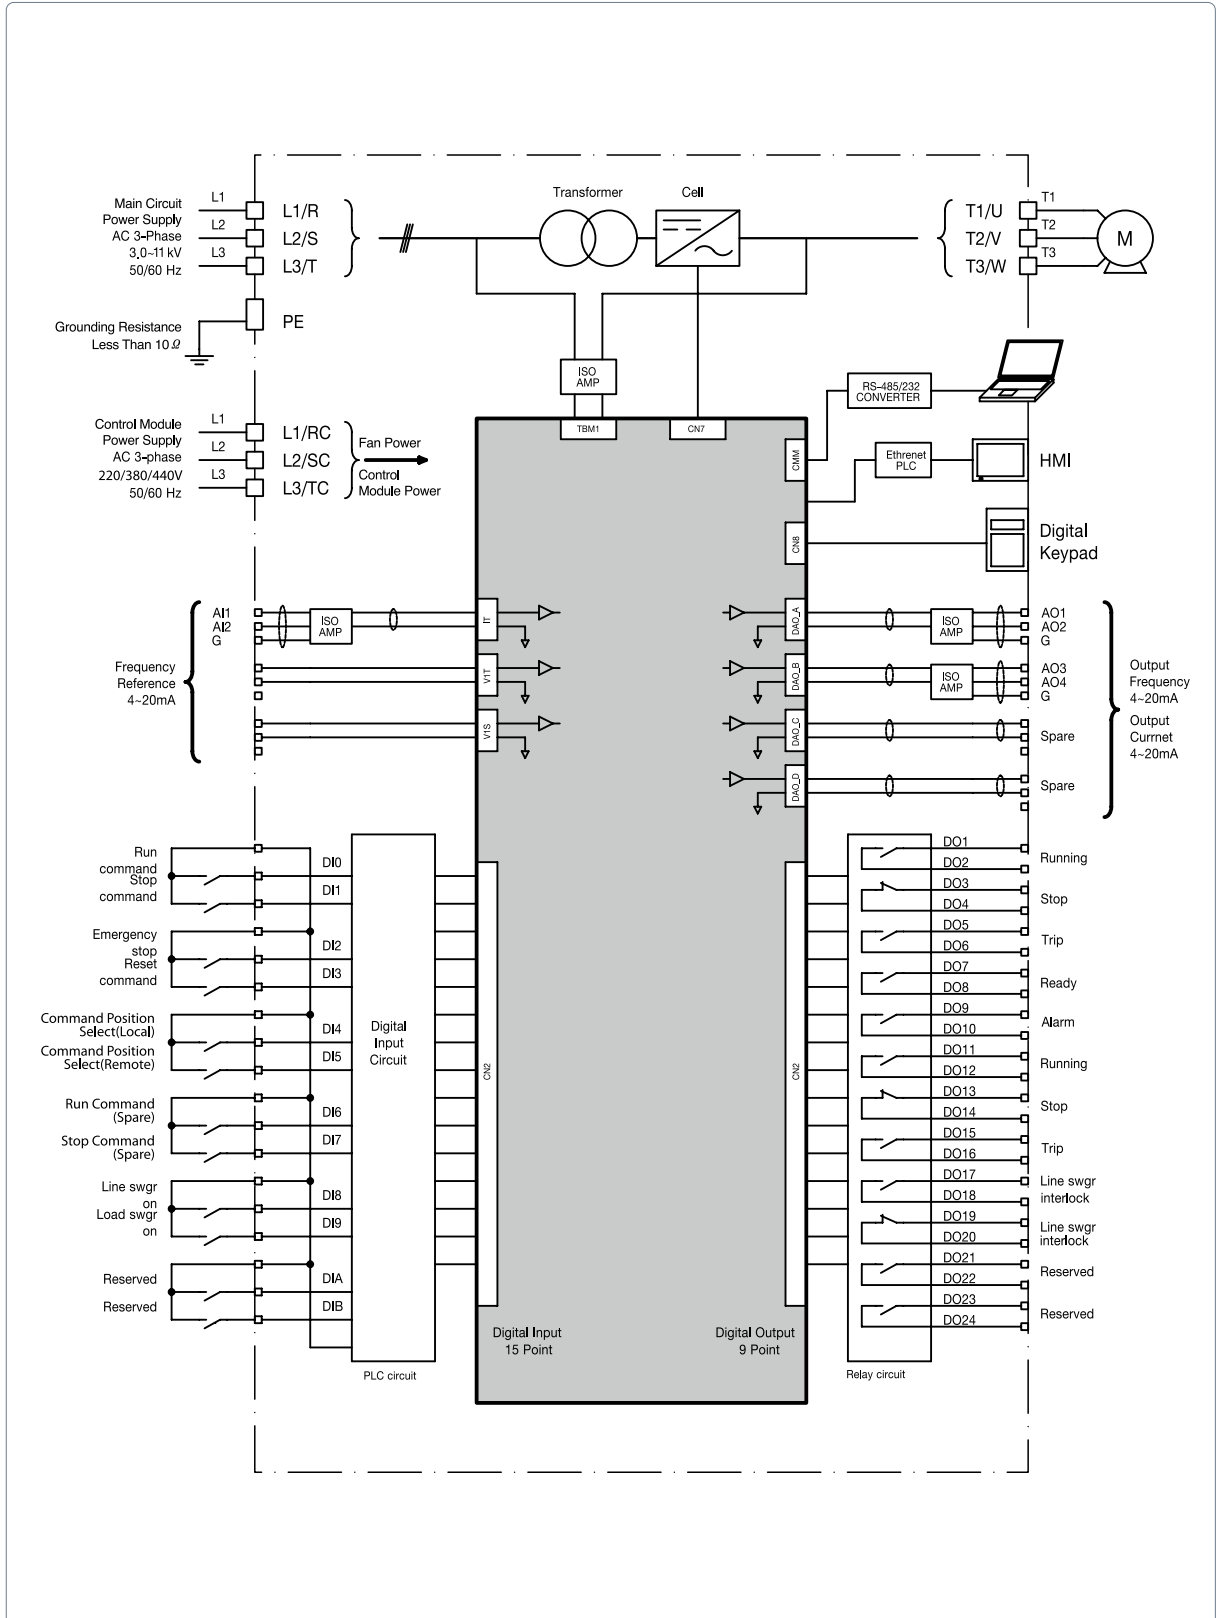 Transformer
Cell
Main Circuit
Power Supply
AC 3-Phase
3.0~11 kV
50/60 Hz
L1
L2
L3
L1/R
L2/S
L3/T
T1/U
T2/V
T3/W
T1
T2
T3
M
PE
Grounding Resistance
Less Than 10Ω
ISO
AMP
RS-485/232
CONVERTER
Control Module
Power Supply
AC 3-phase
220/380/440V
50/60 Hz
L1
L2
L3
L1/RC
L2/SC
L3/TC
Fan Power
Control
Module Power
TBM1
CN7
CMM
Ethrenet
PLC
HMI
CN8
Digital
Keypad
AI1
AI2
G
ISO
AMP
IT
Frequency
Reference
4~20mA
V1T
V1S
DAO_A
ISO
AMP
AO1
AO2
G
DAO_B
ISO
AMP
AO3
AO4
G
DAO_C
Spare
DAO_D
Spare
Output
Frequency
4~20mA
Output
Currnet
4~20mA
Run
command
Stop
command
DI0
DI1
Emergency
stop
Reset
command
DI2
DI3
Command Position
Select(Local)
Command Position
Select(Remote)
DI4
DI5
Run Command
(Spare)
Stop Command
(Spare)
DI6
DI7
Line swgr
on
Load swgr
on
DI8
DI9
Reserved
Reserved
DIA
DIB
Digital
Input
Circuit
PLC circuit
CN2
Digital Input
15 Point
CN2
Digital Output
9 Point
Relay circuit
DO1
DO2
Running
DO3
DO4
Stop
DO5
DO6
Trip
DO7
DO8
Ready
DO9
DO10
Alarm
DO11
DO12
Running
DO13
DO14
Stop
DO15
DO16
Trip
DO17
DO18
Line swgr
interlock
DO19
DO20
Line swgr
interlock
DO21
DO22
Reserved
DO23
DO24
Reserved